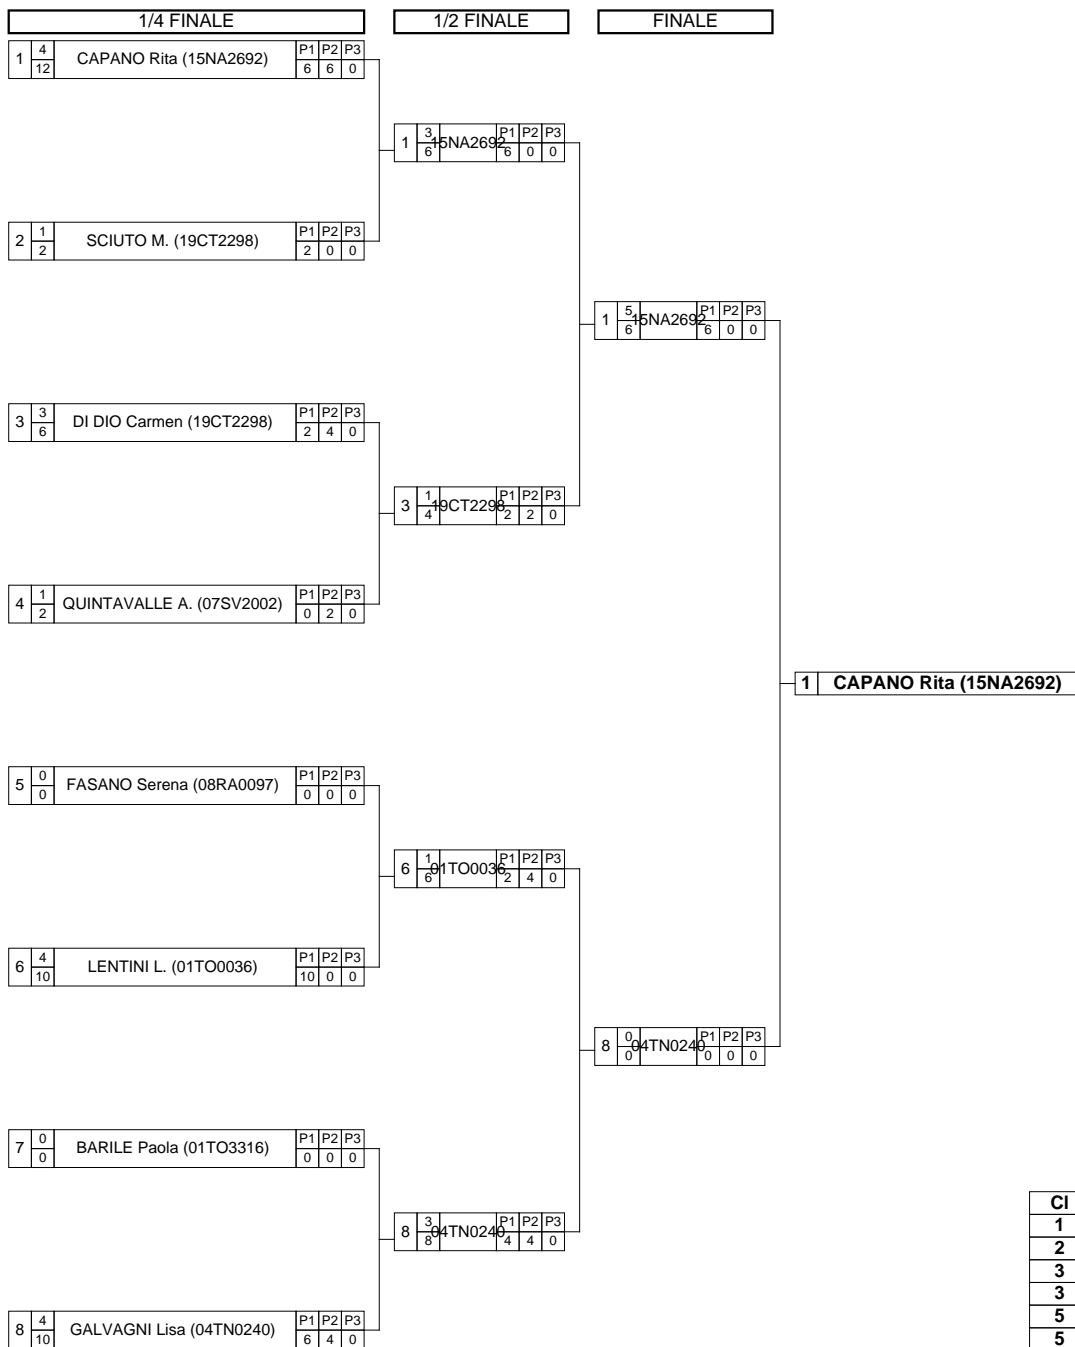 1/4 FINALE 1/2 FINALE FINALE
1 4 12 CAPANO Rita (15NA2692) P1 P2 P3 6 6 0
1 3 6 15NA2692 P1 P2 P3 6 0 0
2 1 2 SCIUTO M. (19CT2298) P1 P2 P3 2 0 0
1 5 6 15NA2692 P1 P2 P3 6 0 0
3 3 6 DI DIO Carmen (19CT2298) P1 P2 P3 2 4 0
3 1 4 19CT2298 P1 P2 P3 2 2 0
4 1 2 QUINTAVALLE A. (07SV2002) P1 P2 P3 0 2 0
1 CAPANO Rita (15NA2692)
5 0 0 FASANO Serena (08RA0097) P1 P2 P3 0 0 0
6 1 6 01TO0036 P1 P2 P3 2 4 0
6 4 10 LENTINI L. (01TO0036) P1 P2 P3 10 0 0
8 0 0 04TN0240 P1 P2 P3 0 0 0
7 0 0 BARILE Paola (01TO3316) P1 P2 P3 0 0 0
8 3 8 04TN0240 P1 P2 P3 4 4 0
8 4 10 GALVAGNI Lisa (04TN0240) P1 P2 P3 6 4 0
Cl
1
2
3
3
5
5